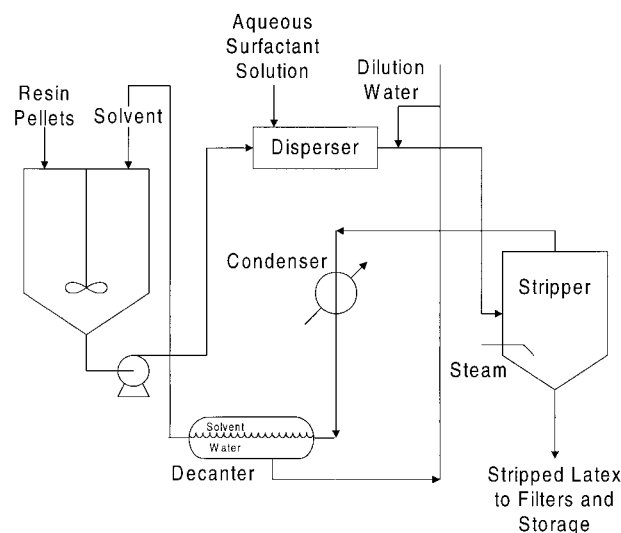 Aqueous
Surfactant
Solution
Dilution
Water
Resin
Pellets
Solvent
Disperser
Condenser
Stripper
Steam
Solvent
Water
Decanter
Stripped Latex
to Filters and
Storage